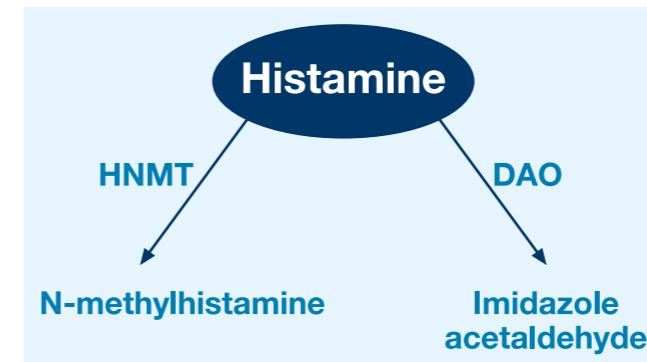 Histamine
HNMT
DAO
N-methylhistamine
Imidazole
acetaldehyde